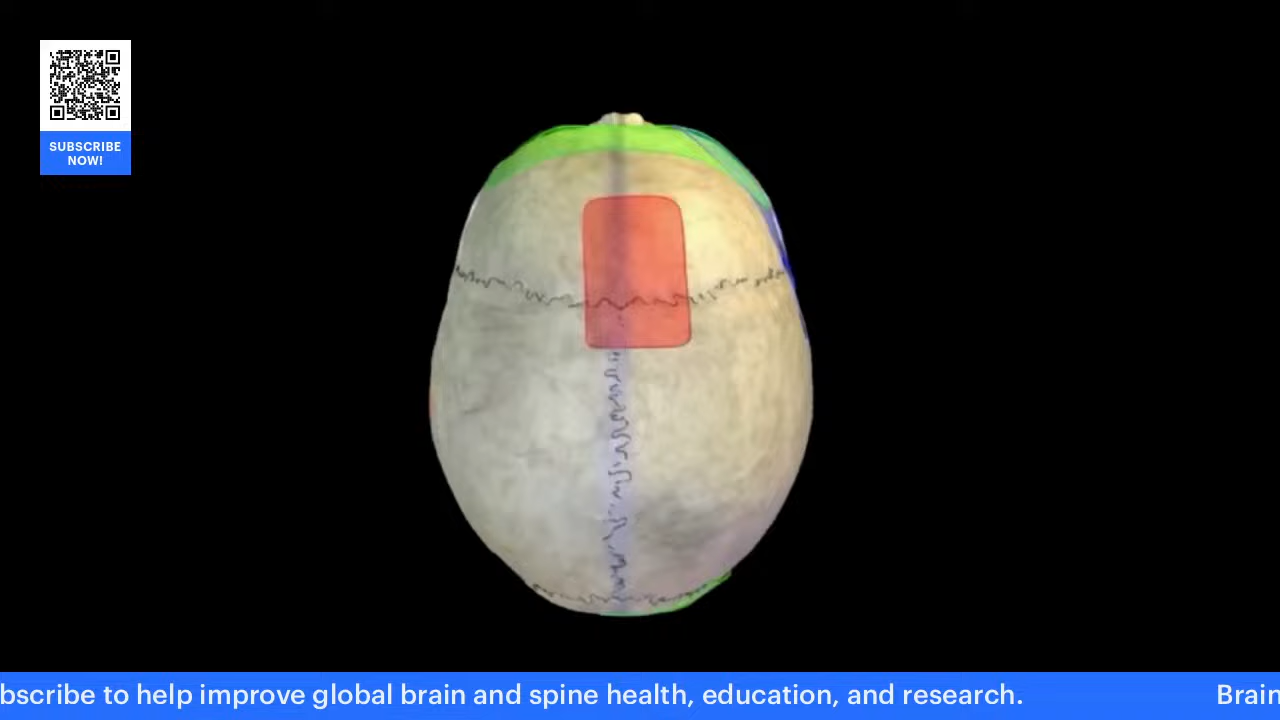 SUBSCRIBE
NOW!
bscribe to help improve global brain and spine health, education, and research.
Brain